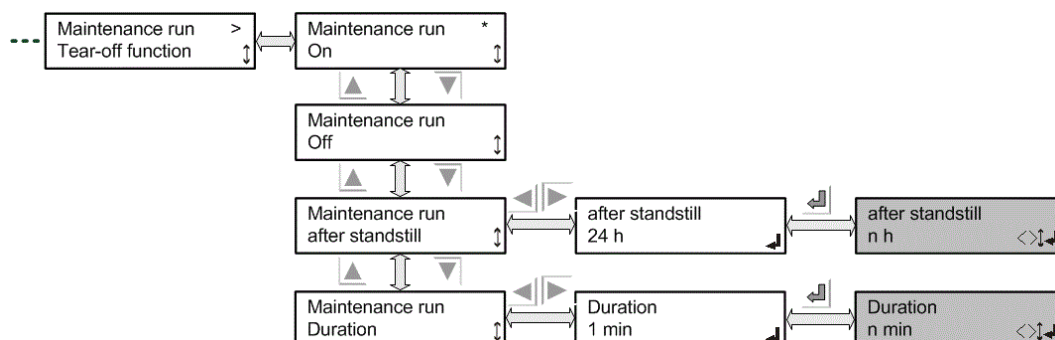 Maintenance run >
Tear-off function
Maintenance run *
On
Maintenance run
Off
Maintenance run
after standstill
after standstill
24 h
after standstill
n h <>
Maintenance run
Duration
Duration
1 min
Duration
n min <>